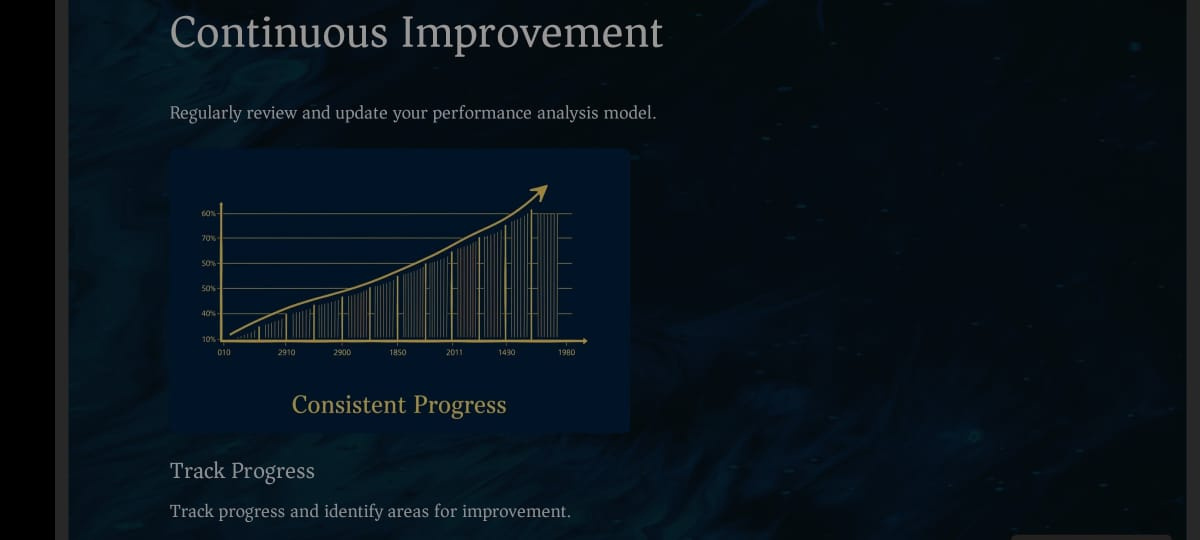 Continuous Improvement
Regularly review and update your performance analysis model.
60%
70%
50%
50%
40%
10%
010 2910 2900 1850 2011 1490 1980
Consistent Progress
Track Progress
Track progress and identify areas for improvement.